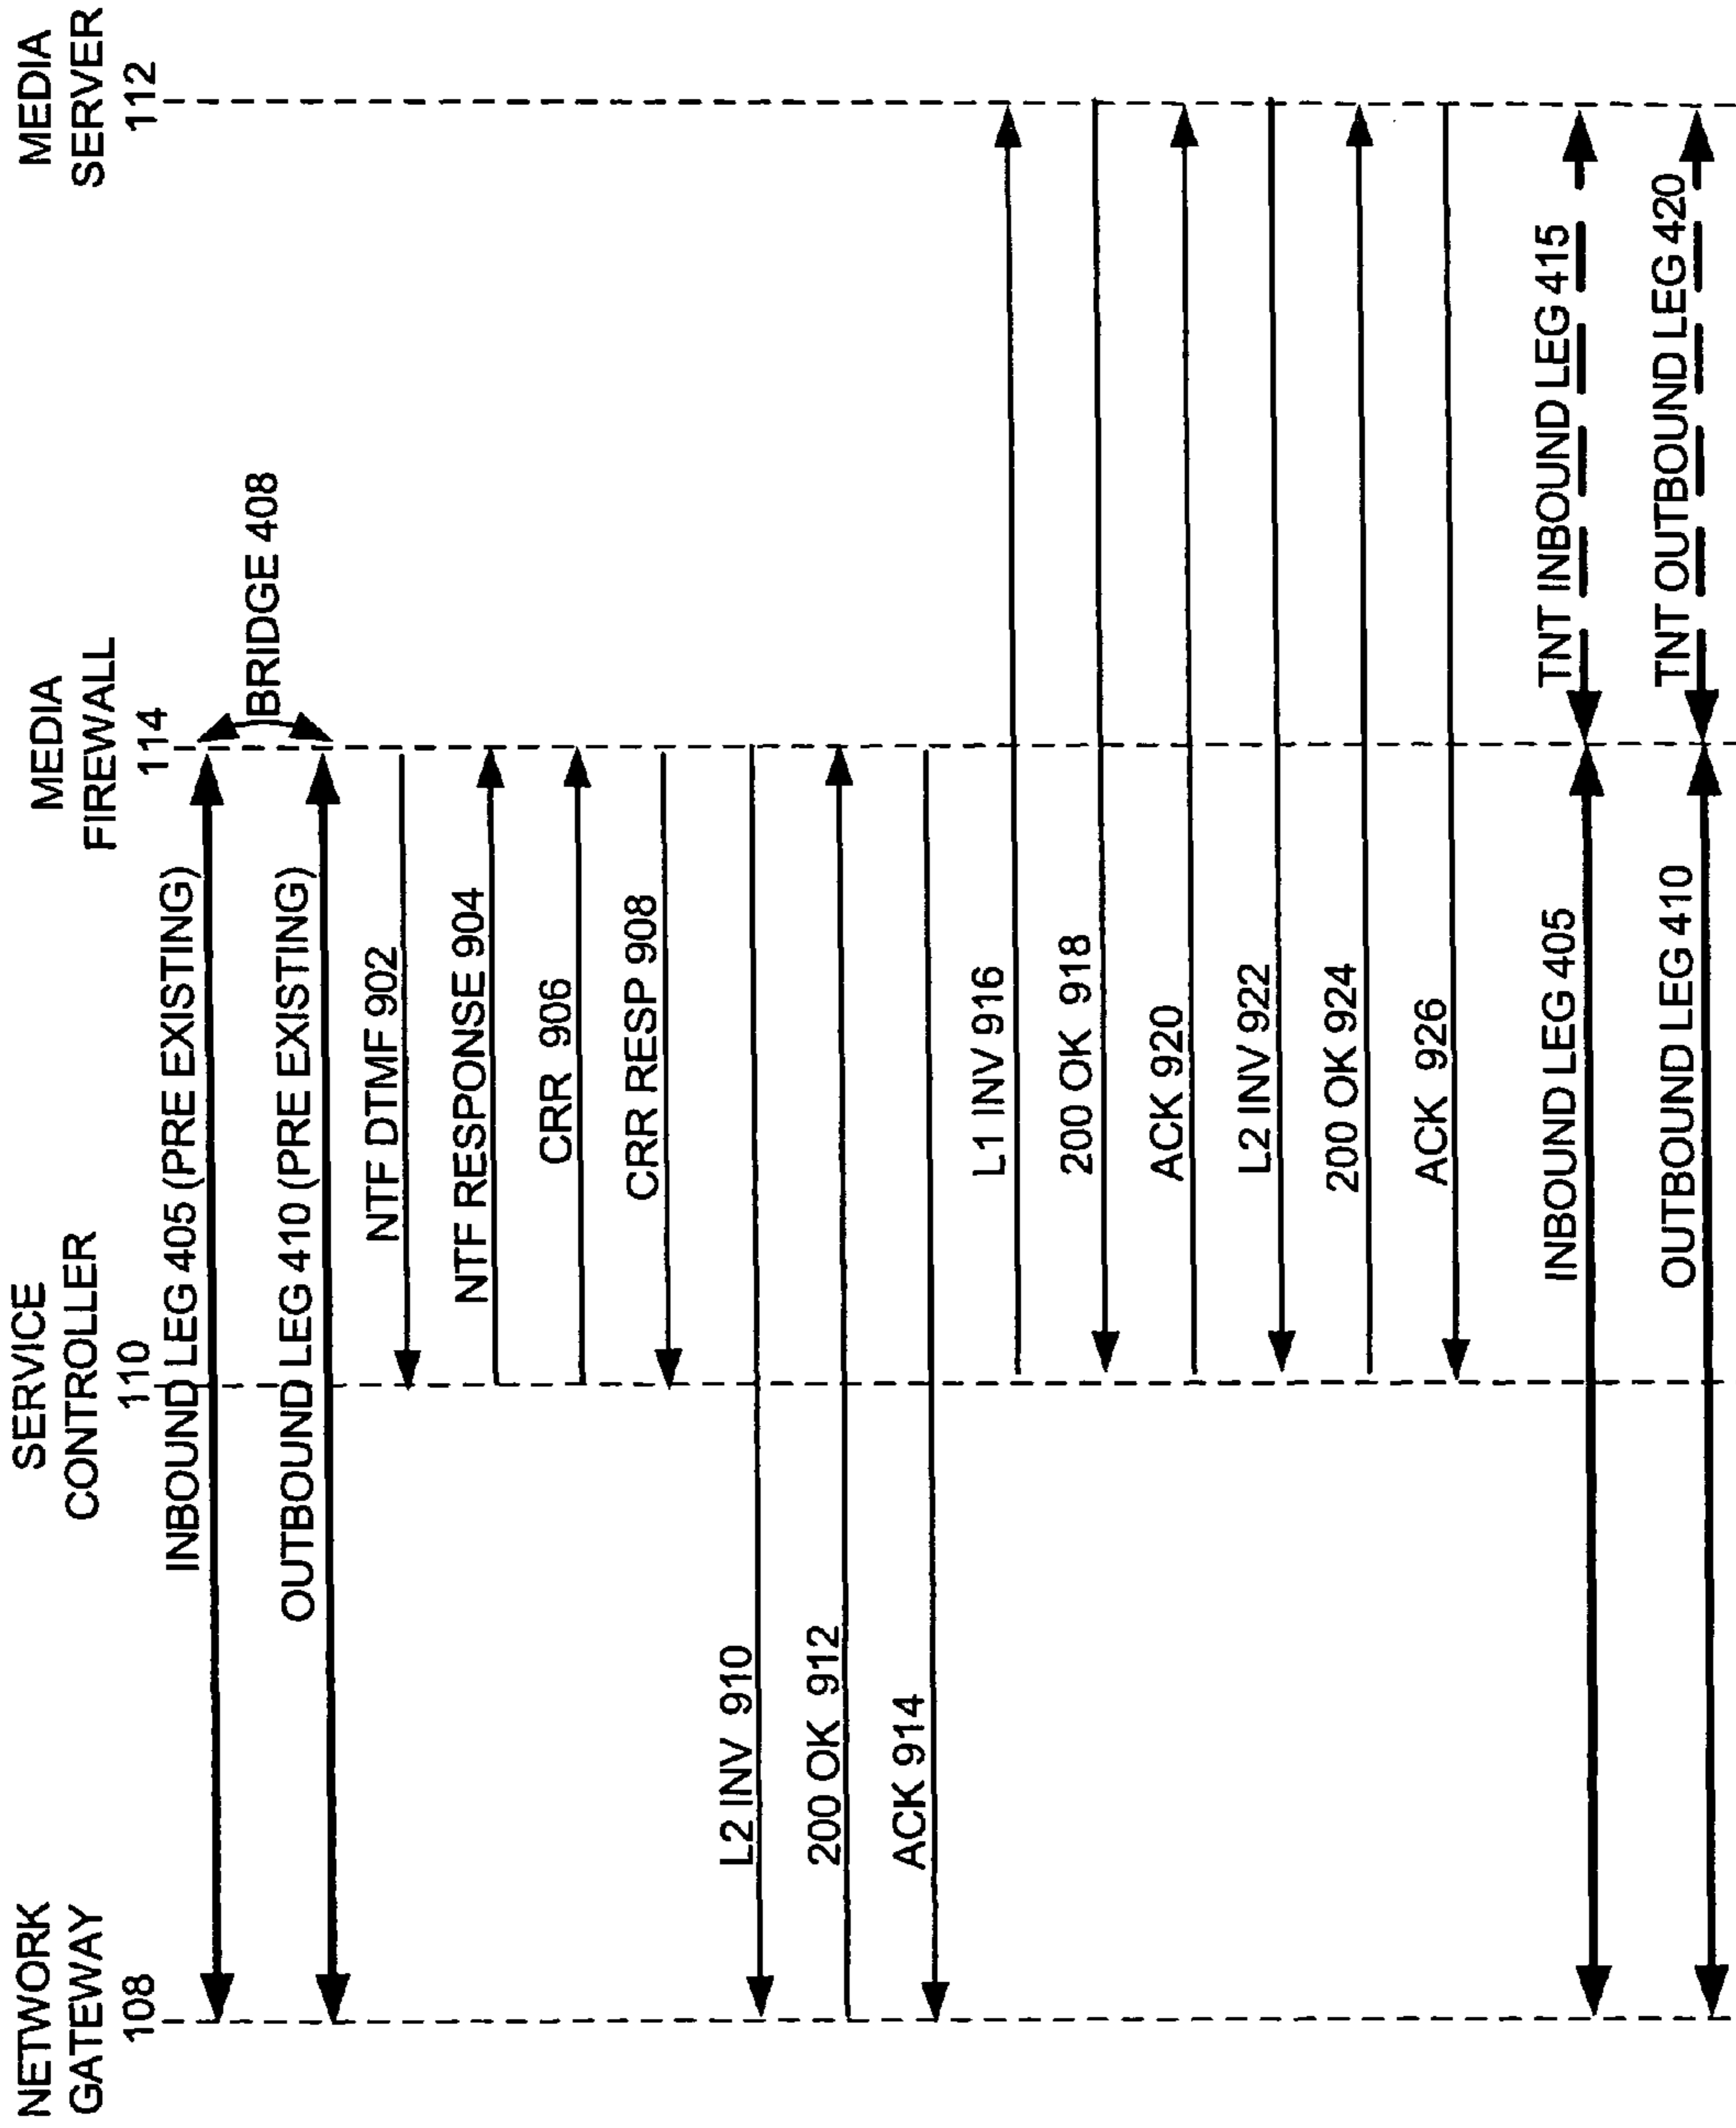 NETWORK
GATEWAY
108
SERVICE
CONTROLLER
110
MEDIA
FIREWALL
114
MEDIA
SERVER
112
INBOUND LEG 405 (PRE EXISTING)
BRIDGE 408
OUTBOUND LEG 410 (PRE EXISTING)
NTF DTMF 902
NTF RESPONSE 904
CRR 906
CRR RESP 908
L2 INV 910
200 OK 912
ACK 914
L1 INV 916
200 OK 918
ACK 920
L2 INV 922
200 OK 924
ACK 926
INBOUND LEG 405
TNT INBOUND LEG 415
OUTBOUND LEG 410
TNT OUTBOUND LEG 420